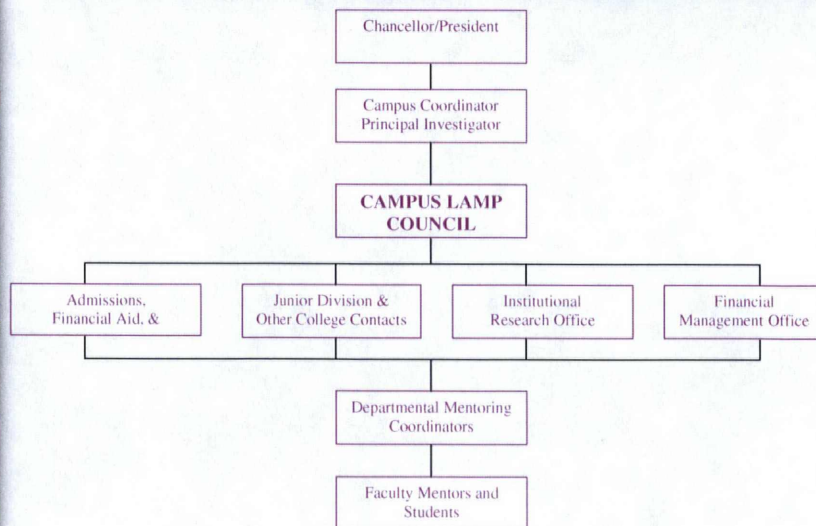 Chancellor/President
Campus Coordinator
Principal Investigator
CAMPUS LAMP
COUNCIL
Admissions,
Financial Aid, &
Junior Division &
Other College Contacts
Institutional
Research Office
Financial
Management Office
Departmental Mentoring
Coordinators
Faculty Mentors and
Students